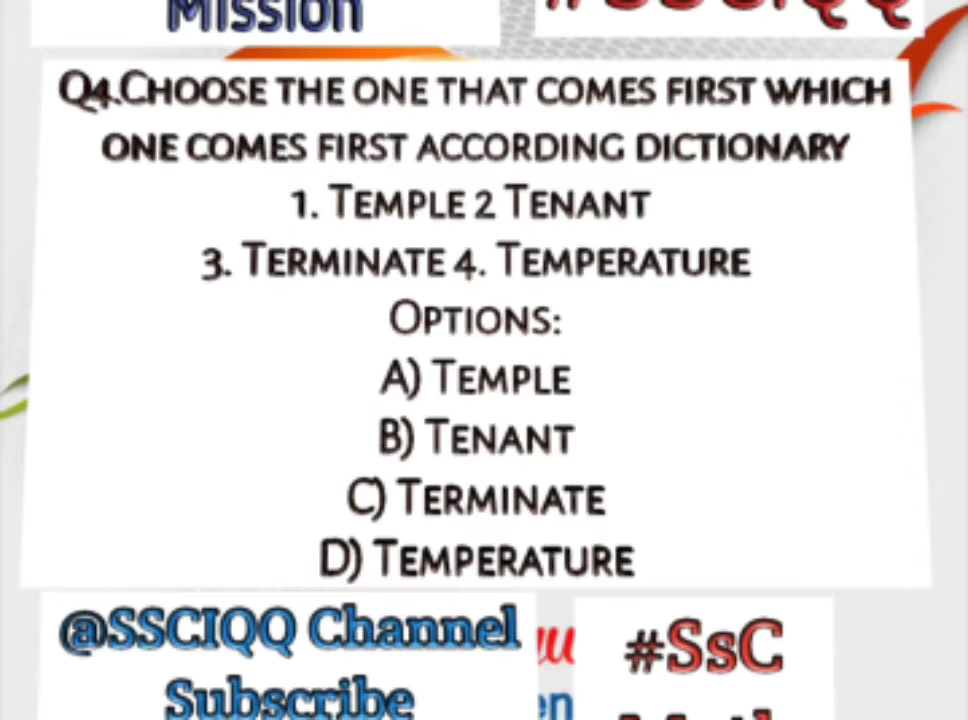 Mission
#SSCIQQ
Q4.Choose the one that comes first which
one comes first according dictionary
1. Temple 2 Tenant
3. Terminate 4. Temperature
Options:
A) Temple
B) Tenant
C) Terminate
D) Temperature
@SSCIQQ Channel
Subscribe
#SsC